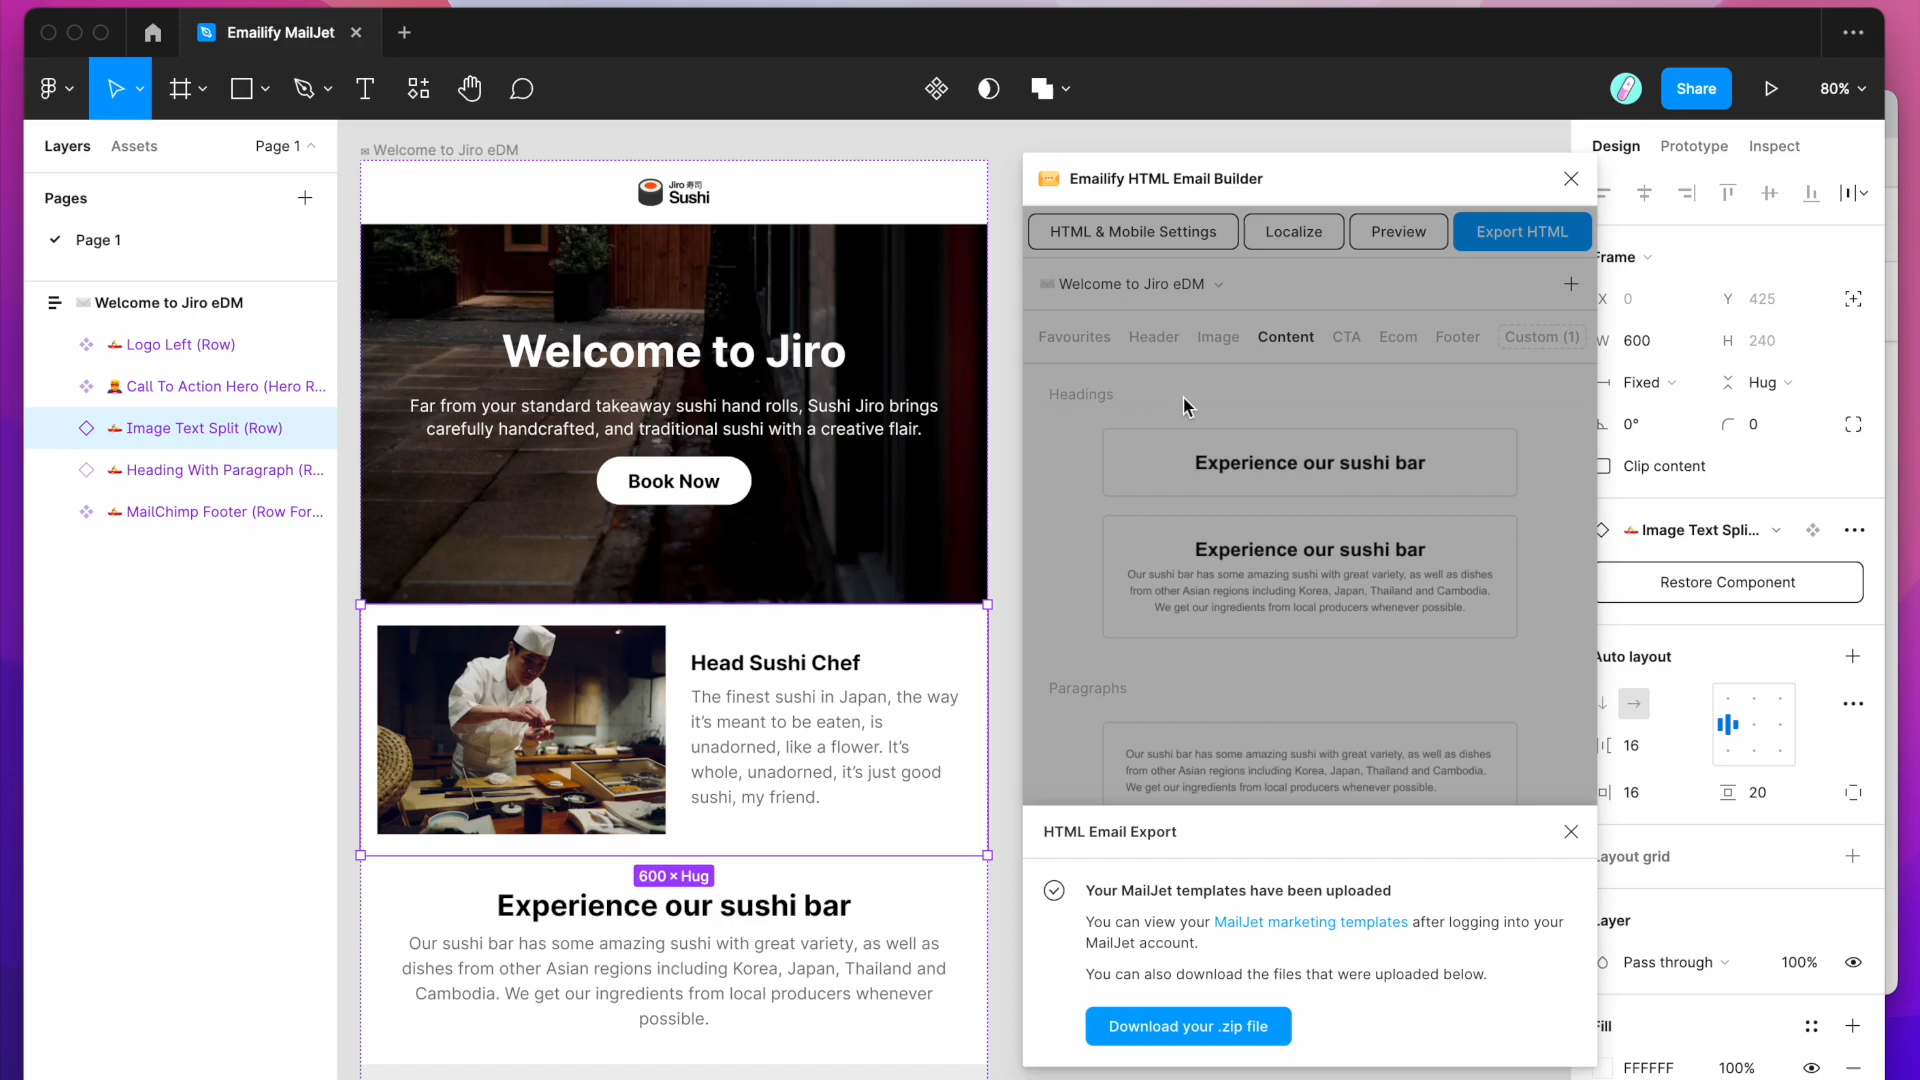 Emailify MailJet
Share
80%
Layers
Assets
Page 1
Pages
Page 1
Welcome to Jiro eDM
Logo Left (Row)
Call To Action Hero (Hero R...
Image Text Split (Row)
Heading With Paragraph (R...
MailChimp Footer (Row For...
Welcome to Jiro eDM
Jiro 寿司
Sushi
Welcome to Jiro
Far from your standard takeaway sushi hand rolls, Sushi Jiro brings
carefully handcrafted, and traditional sushi with a creative flair.
Book Now
Head Sushi Chef
The finest sushi in Japan, the way
it's meant to be eaten, is
unadorned, like a flower. It's
whole, unadorned, it's just good
sushi, my friend.
600 × Hug
Experience our sushi bar
Our sushi bar has some amazing sushi with great variety, as well as
dishes from other Asian regions including Korea, Japan, Thailand and
Cambodia. We get our ingredients from local producers whenever
possible.
Emailify HTML Email Builder
HTML & Mobile Settings
Localize
Preview
Export HTML
Welcome to Jiro eDM
Favourites
Header
Image
Content
CTA
Ecom
Footer
Custom (1)
Headings
Experience our sushi bar
Experience our sushi bar
Our sushi bar has some amazing sushi with great variety, as well as dishes
from other Asian regions including Korea, Japan, Thailand and Cambodia.
We get our ingredients from local producers whenever possible.
Paragraphs
Our sushi bar has some amazing sushi with great variety, as well as dishes
from other Asian regions including Korea, Japan, Thailand and Cambodia.
We get our ingredients from local producers whenever possible.
HTML Email Export
Your MailJet templates have been uploaded
You can view your MailJet marketing templates after logging into your
MailJet account.
You can also download the files that were uploaded below.
Download your .zip file
Design
Prototype
Inspect
Frame
X 0
Y 425
W 600
H 240
Fixed
Hug
0°
0
Clip content
Image Text Spli...
Restore Component
Auto layout
16
16
20
Layout grid
Layer
Pass through
100%
Fill
FFFFFF
100%